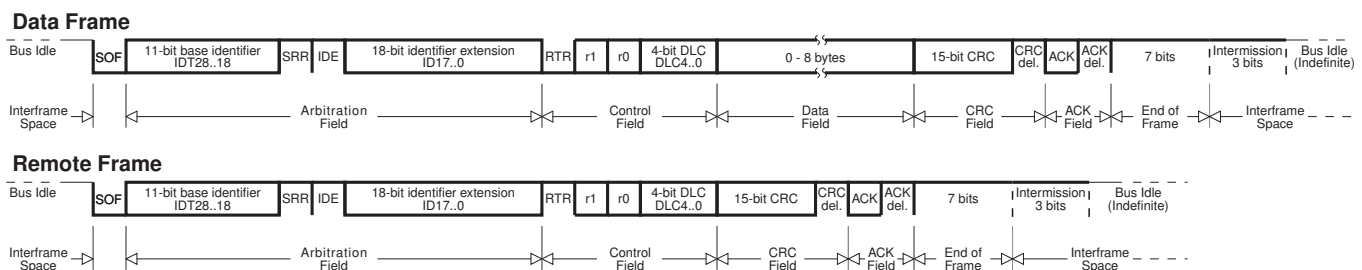 Data Frame
Bus Idle
SOF
11-bit base identifier
IDT28..18
SRR
IDE
18-bit identifier extension
ID17..0
RTR
r1
r0
4-bit DLC
DLC4..0
0 - 8 bytes
15-bit CRC
CRC
del.
ACK
ACK
del.
7 bits
Intermission
3 bits
Bus Idle
(Indefinite)
Interframe
Space
Arbitration
Field
Control
Field
Data
Field
CRC
Field
ACK
Field
End of
Frame
Interframe
Space
Remote Frame
Bus Idle
SOF
11-bit base identifier
IDT28..18
SRR
IDE
18-bit identifier extension
ID17..0
RTR
r1
r0
4-bit DLC
DLC4..0
15-bit CRC
CRC
del.
ACK
ACK
del.
7 bits
Intermission
3 bits
Bus Idle
(Indefinite)
Interframe
Space
Arbitration
Field
Control
Field
CRC
Field
ACK
Field
End of
Frame
Interframe
Space